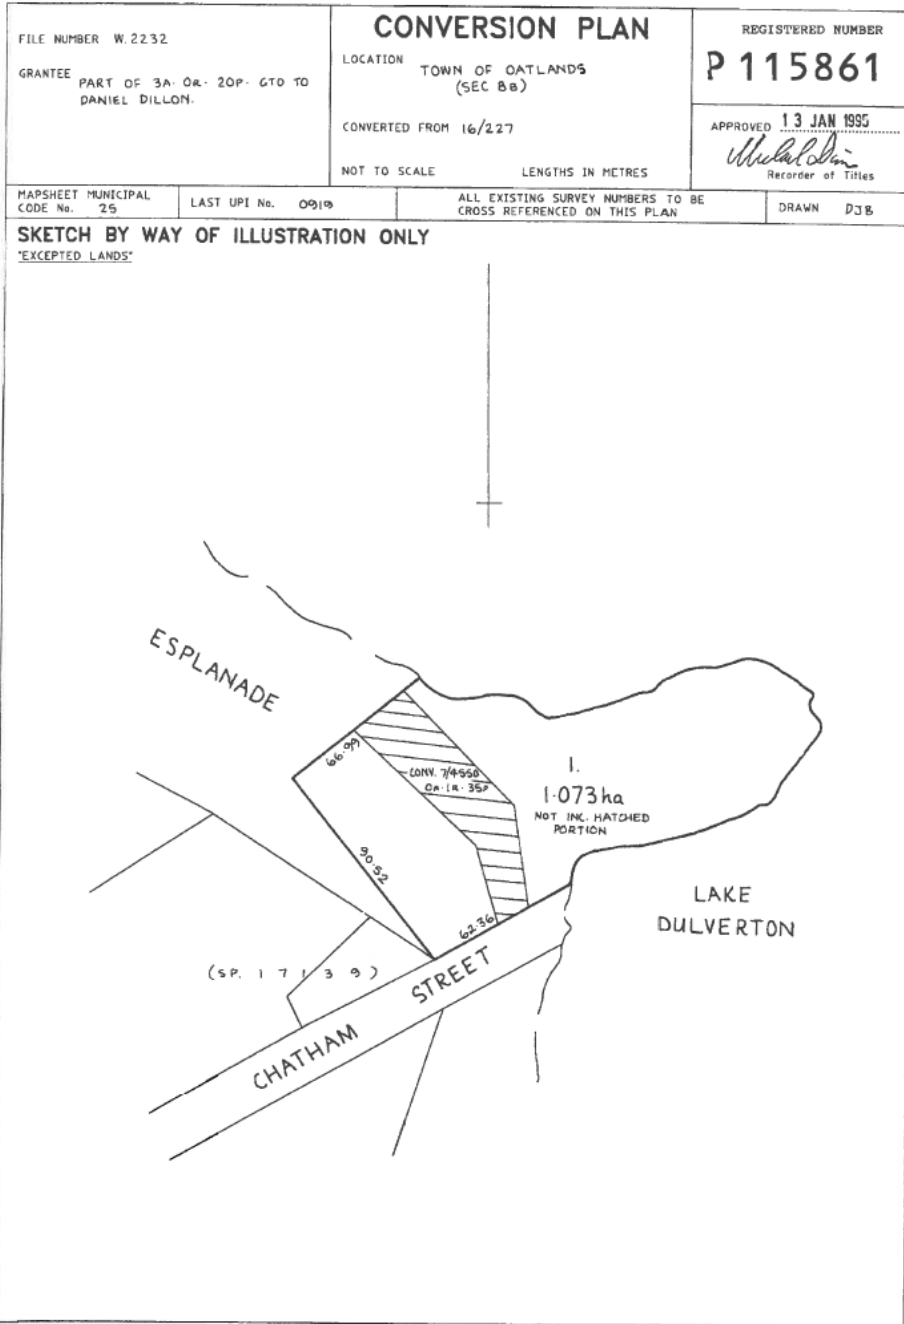 FILE NUMBER W. 2232
GRANTEE PART OF 3A. 0R. 20P. GTD TO
DANIEL DILLON.
CONVERSION PLAN
LOCATION
TOWN OF OATLANDS
(SEC BB)
CONVERTED FROM 16/227
NOT TO SCALE LENGTHS IN METRES
REGISTERED NUMBER
P 115861
APPROVED 13 JAN 1995
Recorder of Titles
MAPSHEET MUNICIPAL
CODE No. 25
LAST UPI No. 0919
ALL EXISTING SURVEY NUMBERS TO BE
CROSS REFERENCED ON THIS PLAN
DRAWN DJB
SKETCH BY WAY OF ILLUSTRATION ONLY
"EXCEPTED LANDS"
ESPLANADE
66.99
CONV. 7/4550
0A. 1R. 35P
1.
1.073ha
NOT INC. HATCHED
PORTION
90.52
62.36
LAKE
DULVERTON
(SP. 17139)
CHATHAM STREET